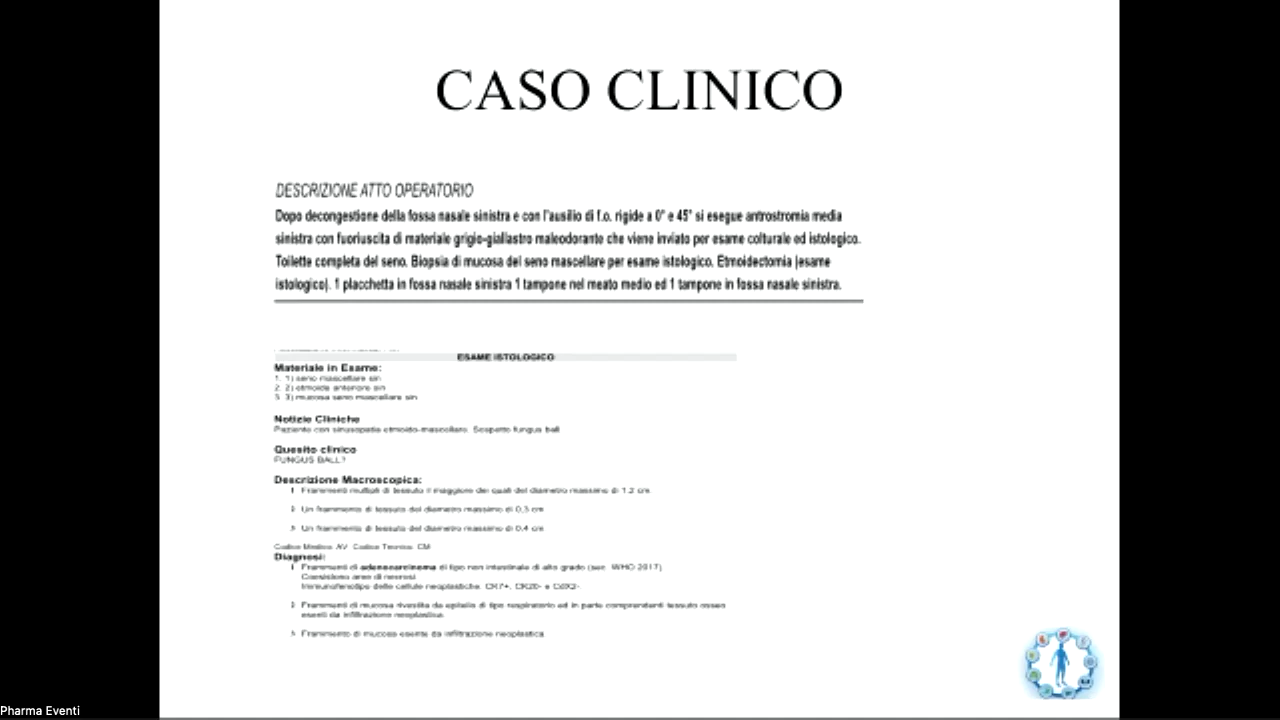 CASO CLINICO
DESCRIZIONE ATTO OPERATORIO
Dopo decongestione della fossa nasale sinistra e con l'ausilio di f.o. rigide a 0° e 45° si esegue antrostromia media
sinistra con fuoriuscita di materiale grigio-giallastro maleodorante che viene inviato per esame colturale ed istologico.
Toilette completa del seno. Biopsia di mucosa del seno mascellare per esame istologico. Etmoidectomia (esame
istologico). 1 placchetta in fossa nasale sinistra 1 tampone nel meato medio ed 1 tampone in fossa nasale sinistra.
ESAME ISTOLOGICO
Materiale in Esame:
1. 1) seno mascellare sin
2. 2) etmoide anteriore sin
3. 3) mucosa seno mascellare sin
Notizie Cliniche
Paziente con sinusopatia etmoido-mascellare. Sospetto fungus ball
Quesito clinico
FUNGUS BALL?
Descrizione Macroscopica:
1 Frammenti multipli di tessuto il maggiore dei quali del diametro massimo di 1.2 cm
2 Un frammento di tessuto del diametro massimo di 0,3 cm
3 Un frammento di tessuto del diametro massimo di 0.4 cm
Codice Medico: AV Codice Tecnico: CM
Diagnosi:
1 Frammenti di adenocarcinoma di tipo non intestinale di alto grado (sec. WHO 2017)
Coesistono aree di necrosi.
Immunofenotipo delle cellule neoplastiche: CK7+, CK20- e CdX2-.
2 Frammenti di mucosa rivestita da epitelio di tipo respiratorio ed in parte comprendenti tessuto osseo
esenti da infiltrazione neoplastica.
3 Frammento di mucosa esente da infiltrazione neoplastica.
Pharma Eventi